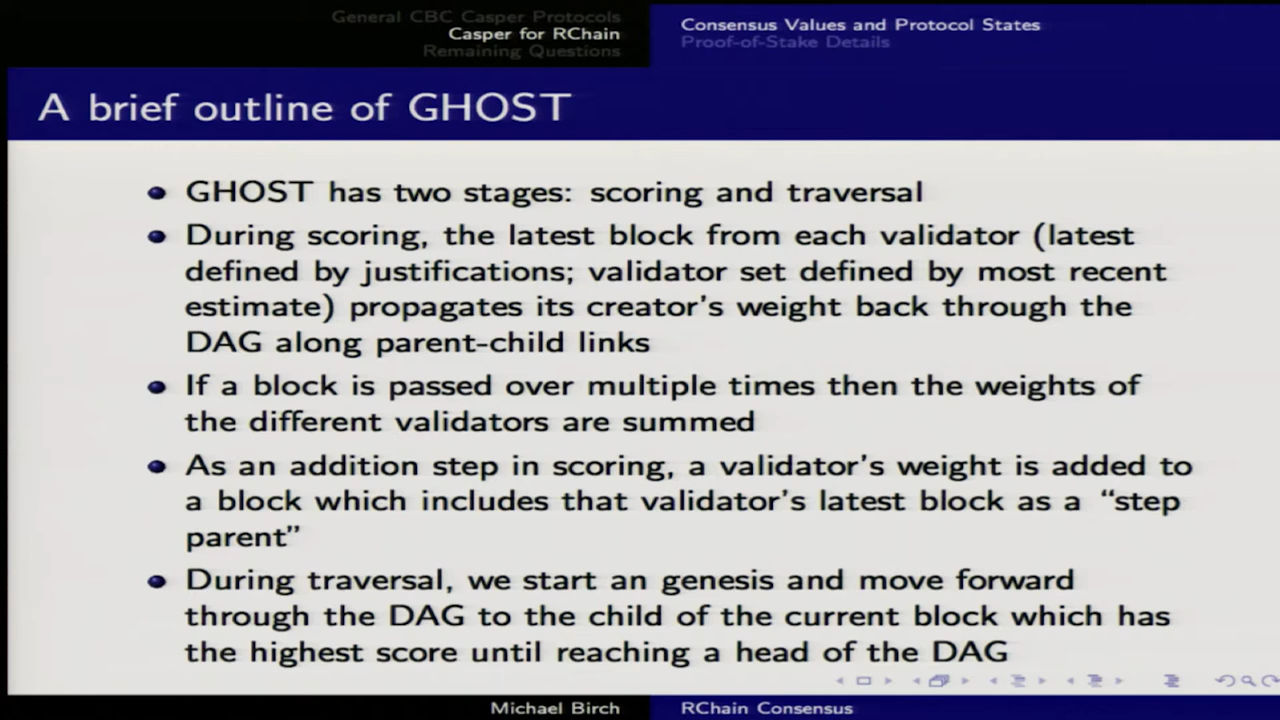 General CBC Casper Protocols
Casper for RChain
Remaining Questions
Consensus Values and Protocol States
Proof-of-Stake Details
A brief outline of GHOST
GHOST has two stages: scoring and traversal
During scoring, the latest block from each validator (latest
defined by justifications; validator set defined by most recent
estimate) propagates its creator's weight back through the
DAG along parent-child links
If a block is passed over multiple times then the weights of
the different validators are summed
As an addition step in scoring, a validator's weight is added to
a block which includes that validator's latest block as a “step
parent”
During traversal, we start an genesis and move forward
through the DAG to the child of the current block which has
the highest score until reaching a head of the DAG
Michael Birch
RChain Consensus